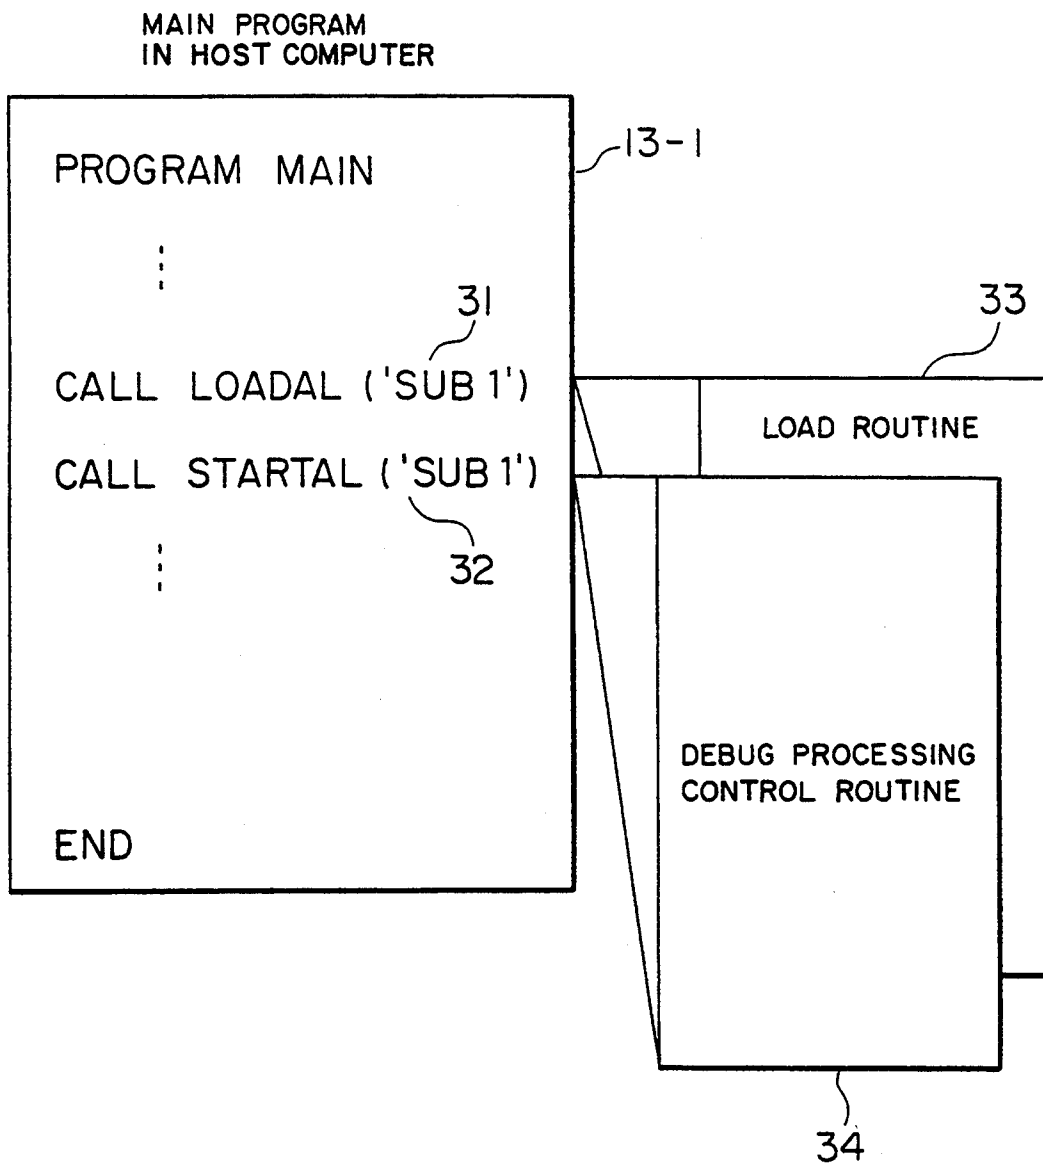 MAIN PROGRAM
IN HOST COMPUTER
13-1
PROGRAM MAIN
31
33
CALL LOADAL ('SUB 1')
LOAD ROUTINE
CALL STARTAL ('SUB 1')
32
DEBUG PROCESSING
CONTROL ROUTINE
END
34